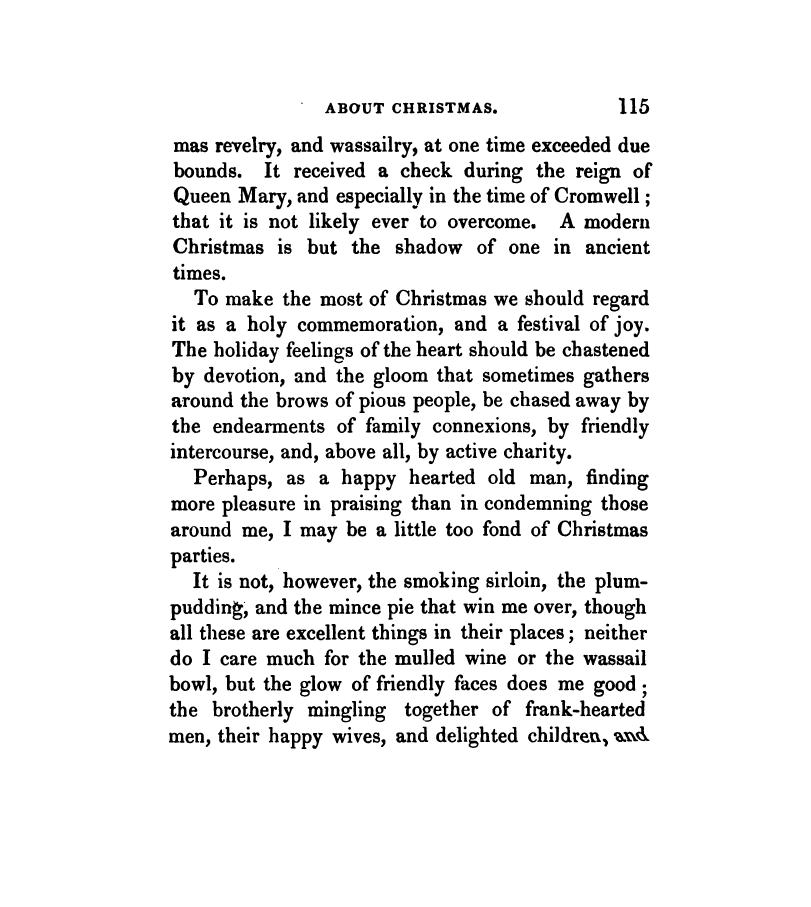 ABOUT CHRISTMAS. 115
mas revelry, and wassailry, at one time exceeded due
bounds. It received a check during the reign of
Queen Mary, and especially in the time of Cromwell;
that it is not likely ever to overcome. A modern
Christmas is but the shadow of one in ancient
times.
To make the most of Christmas we should regard
it as a holy commemoration, and a festival of joy.
The holiday feelings of the heart should be chastened
by devotion, and the gloom that sometimes gathers
around the brows of pious people, be chased away by
the endearments of family connexions, by friendly
intercourse, and, above all, by active charity.
Perhaps, as a happy hearted old man, finding
more pleasure in praising than in condemning those
around me, I may be a little too fond of Christmas
parties.
It is not, however, the smoking sirloin, the plum-
pudding, and the mince pie that win me over, though
all these are excellent things in their places; neither
do I care much for the mulled wine or the wassail
bowl, but the glow of friendly faces does me good;
the brotherly mingling together of frank-hearted
men, their happy wives, and delighted children, and